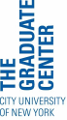 THE
GRADUATE
CENTER
CITY UNIVERSITY
OF NEW YORK